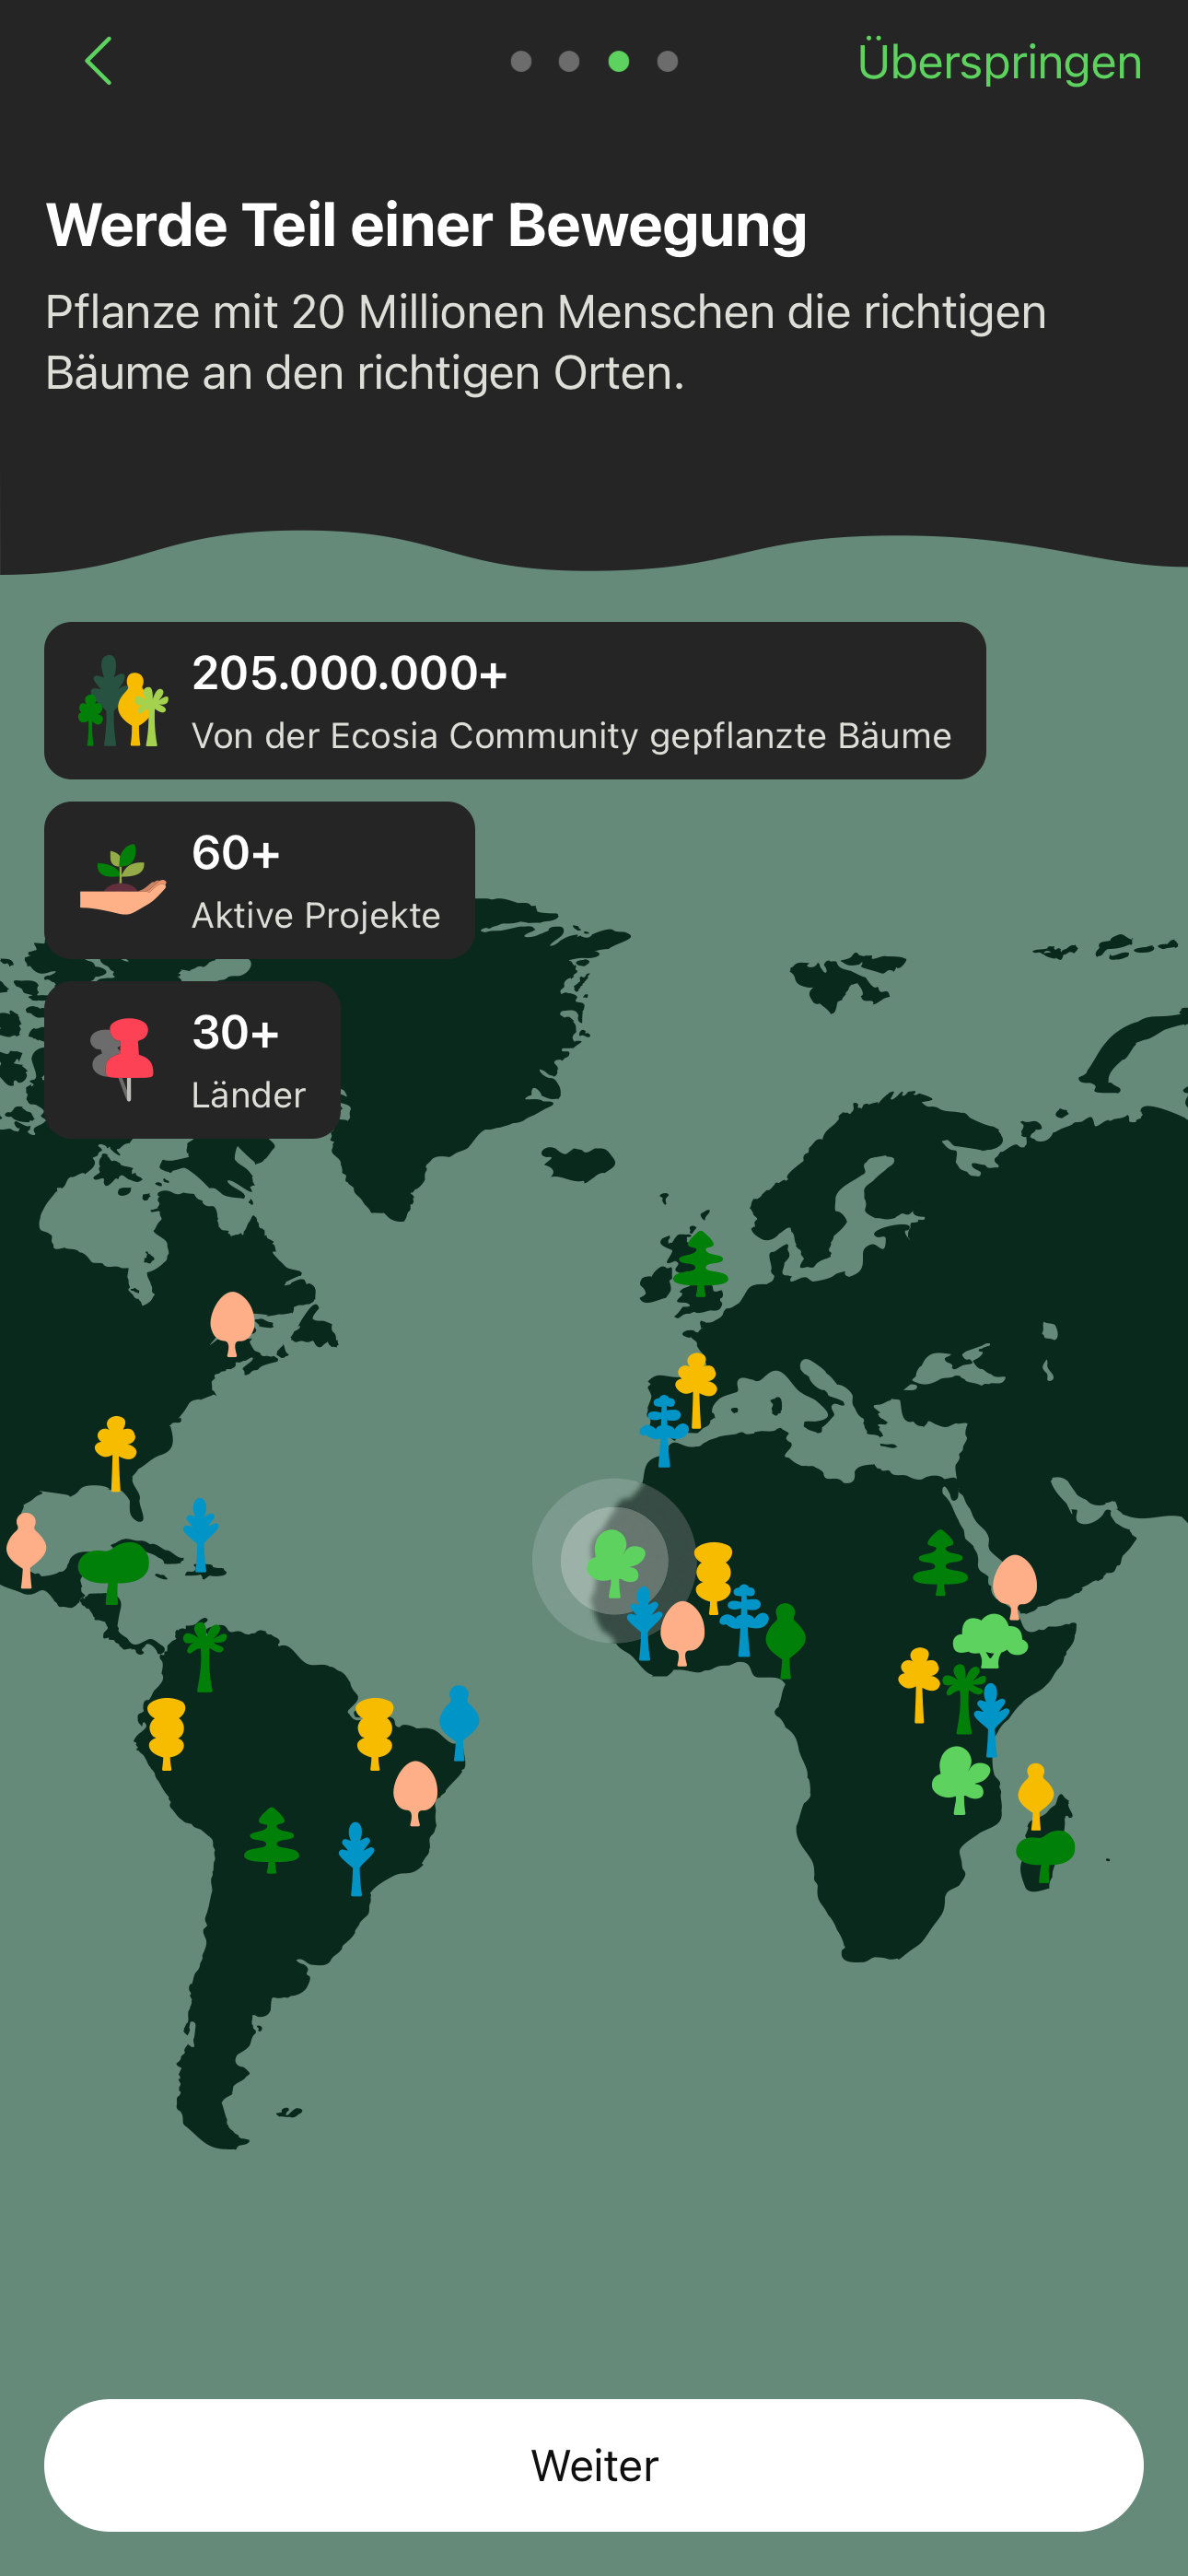 Überspringen
Werde Teil einer Bewegung
Pflanze mit 20 Millionen Menschen die richtigen
Bäume an den richtigen Orten.
205.000.000+
Von der Ecosia Community gepflanzte Bäume
60+
Aktive Projekte
30+
Länder
Weiter